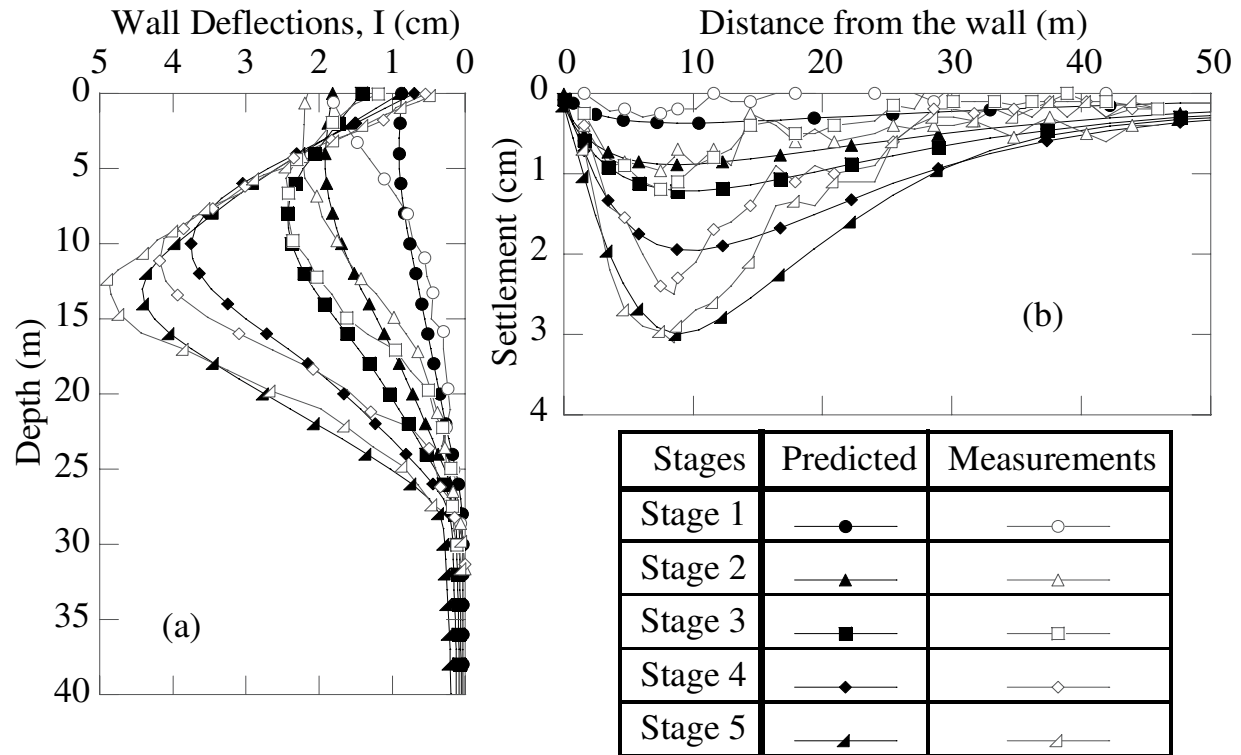 Wall Deflections, I (cm)
5 4 3 2 1 0
0
5
10
15
20
25
30
35
40
Depth (m)
(a)
Distance from the wall (m)
0 10 20 30 40 50
0
1
2
3
4
Settlement (cm)
(b)
Stages Predicted Measurements
Stage 1
Stage 2
Stage 3
Stage 4
Stage 5